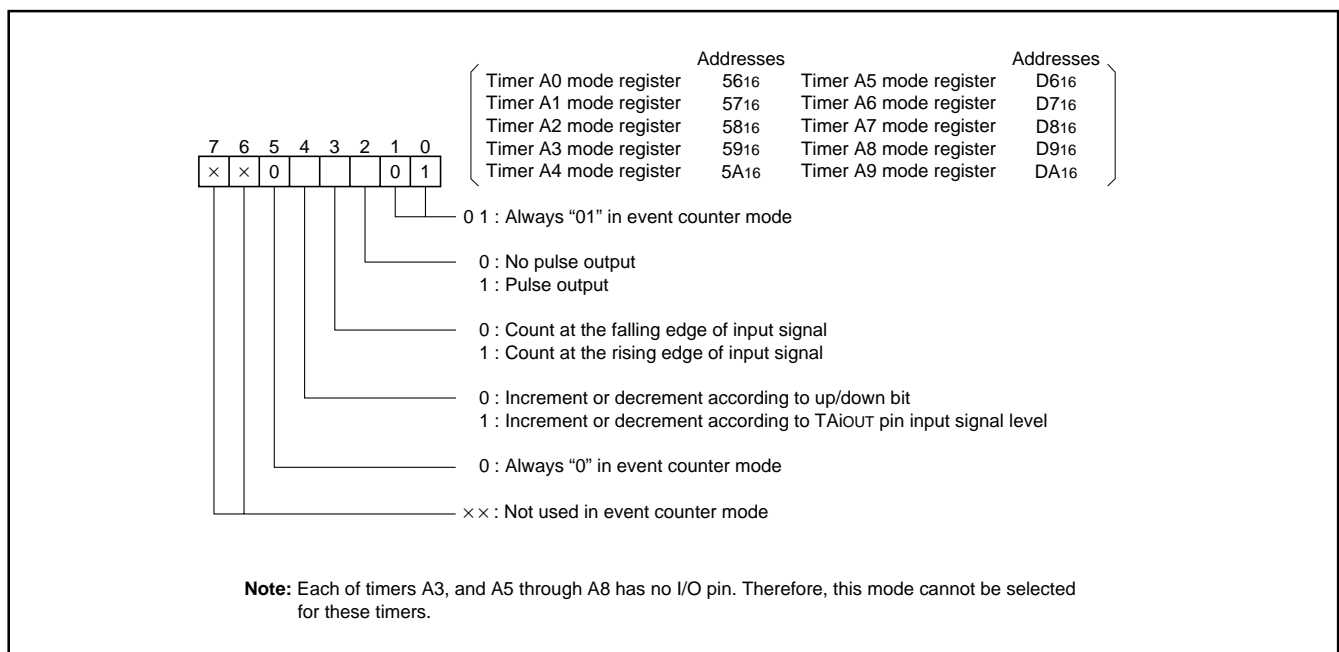 Addresses Addresses
Timer A0 mode register 5616 Timer A5 mode register D616
Timer A1 mode register 5716 Timer A6 mode register D716
Timer A2 mode register 5816 Timer A7 mode register D816
Timer A3 mode register 5916 Timer A8 mode register D916
Timer A4 mode register 5A16 Timer A9 mode register DA16
7 6 5 4 3 2 1 0
× × 0 0 1
0 1 : Always “01” in event counter mode
0 : No pulse output
1 : Pulse output
0 : Count at the falling edge of input signal
1 : Count at the rising edge of input signal
0 : Increment or decrement according to up/down bit
1 : Increment or decrement according to TAiOUT pin input signal level
0 : Always “0” in event counter mode
×× : Not used in event counter mode
Note: Each of timers A3, and A5 through A8 has no I/O pin. Therefore, this mode cannot be selected
for these timers.